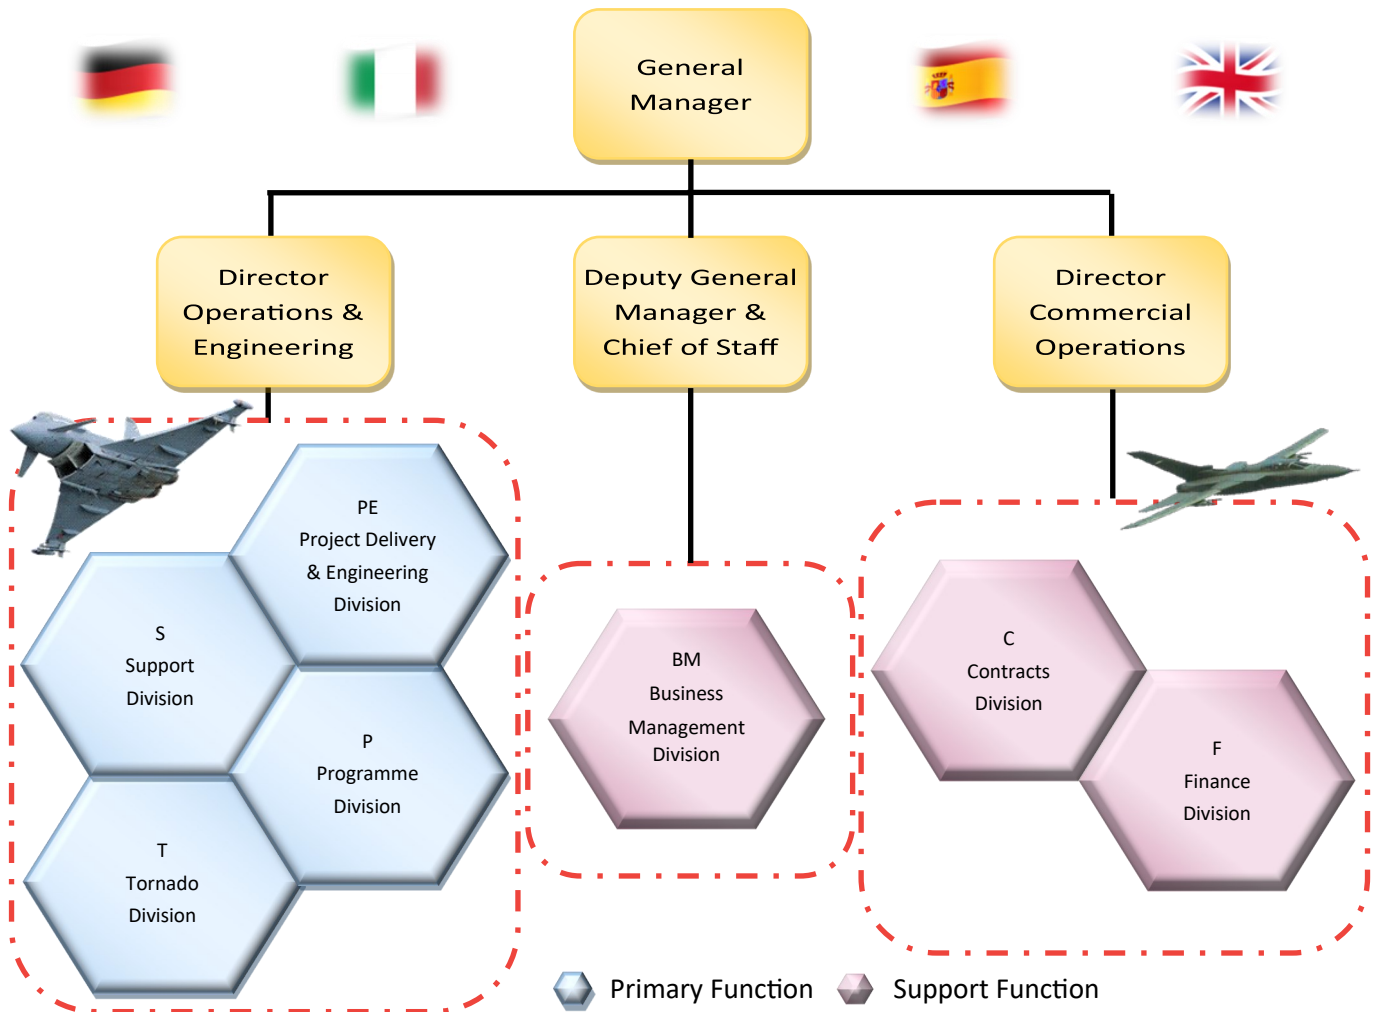 General
Manager
Director
Operations &
Engineering
Deputy General
Manager &
Chief of Staff
Director
Commercial
Operations
PE
Project Delivery
& Engineering
Division
S
Support
Division
P
Programme
Division
T
Tornado
Division
BM
Business
Management
Division
C
Contracts
Division
F
Finance
Division
Primary Function
Support Function